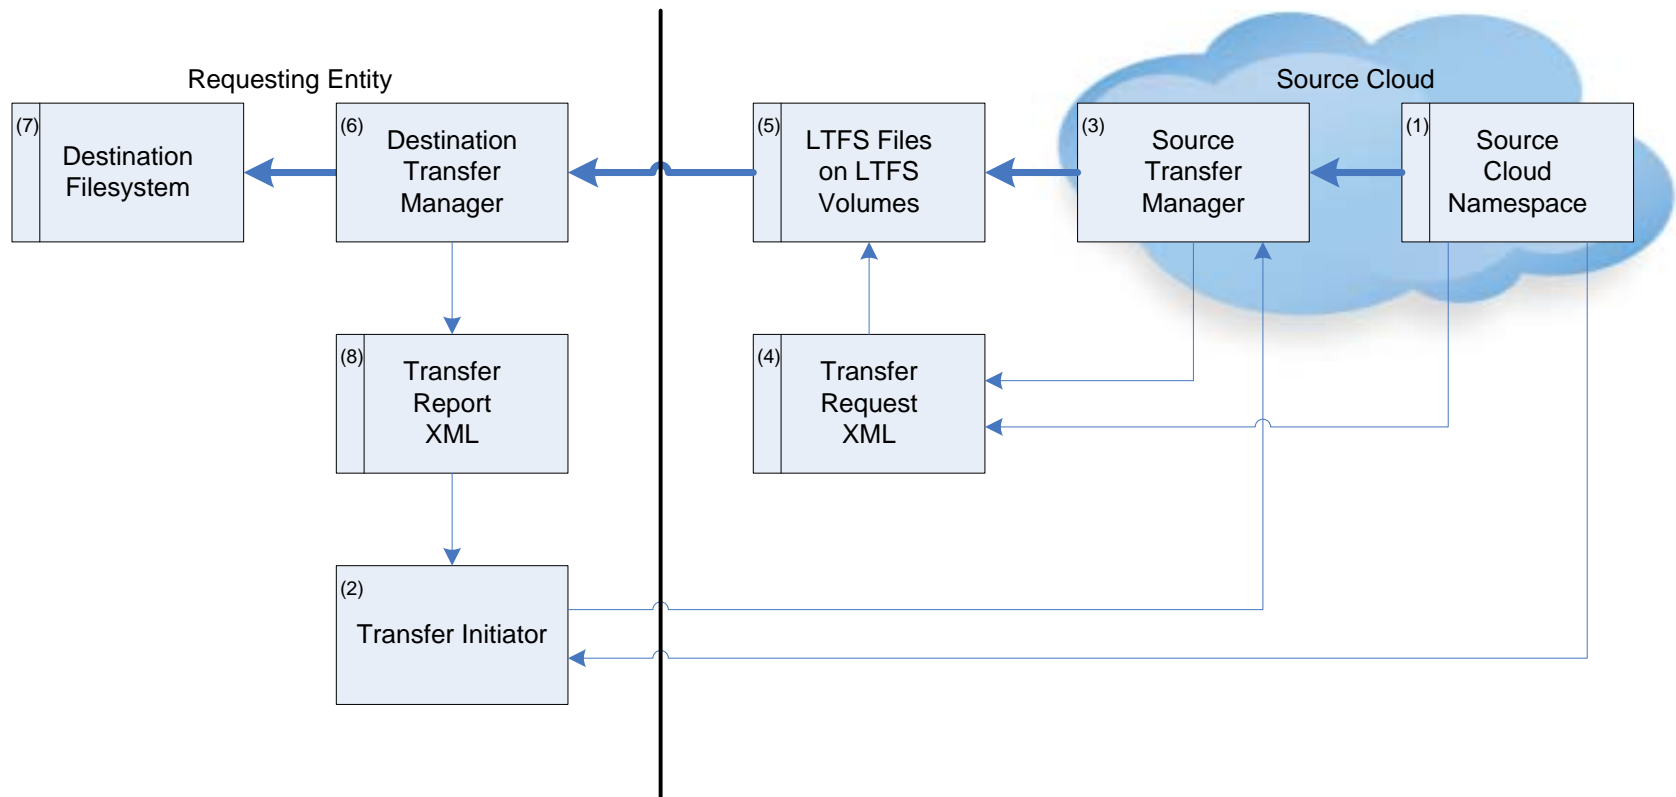 Requesting Entity
Source Cloud
(7)
Destination
Filesystem
(6)
Destination
Transfer
Manager
(5)
LTFS Files
on LTFS
Volumes
(3)
Source
Transfer
Manager
(1)
Source
Cloud
Namespace
(8)
Transfer
Report
XML
(4)
Transfer
Request
XML
(2)
Transfer Initiator